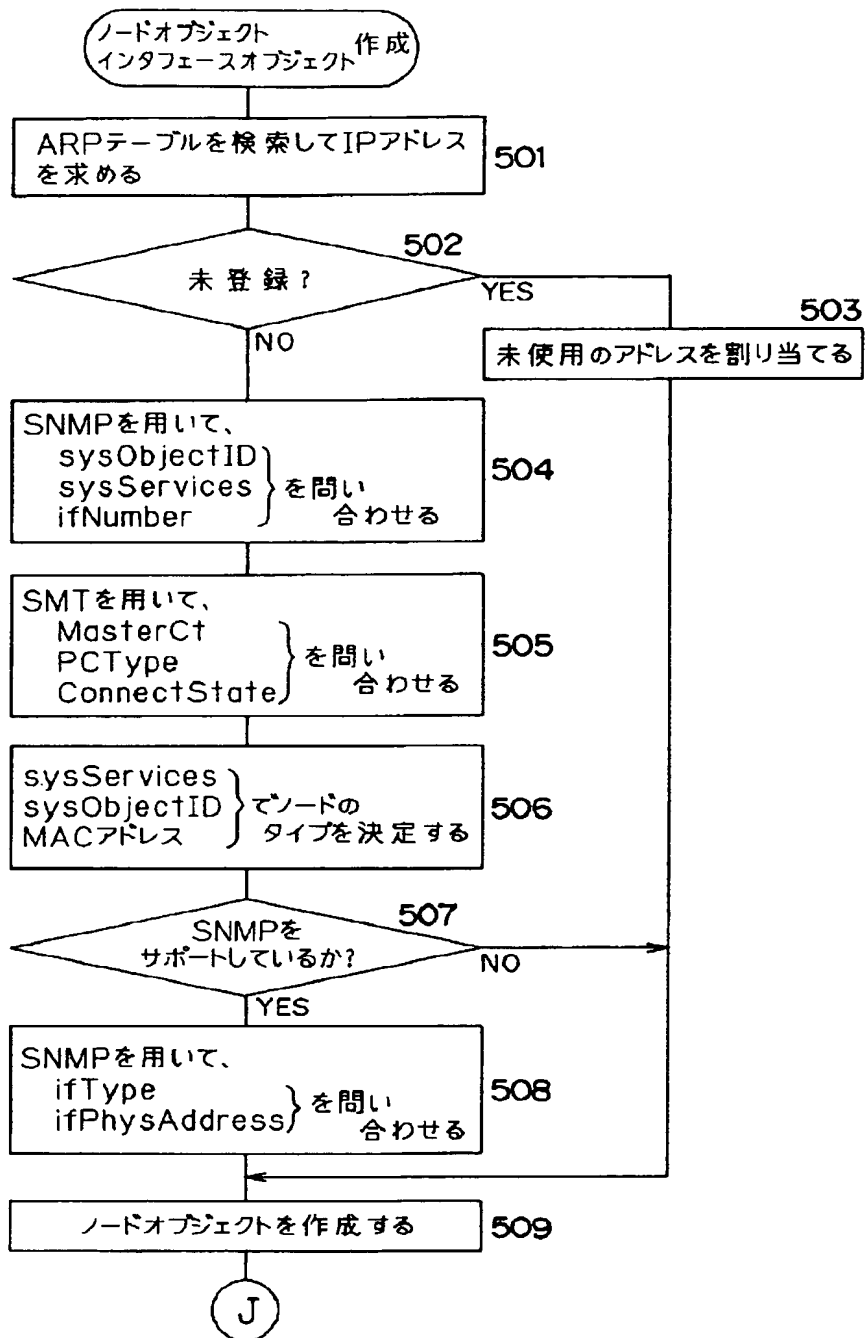 ノードオブジェクト
インタフェースオブジェクト 作成
ARPテーブルを検索してIPアドレス
を求める
501
502
未登録?
YES
NO
503
未使用のアドレスを割り当てる
SNMPを用いて、
sysObjectID
sysServices を問い
ifNumber 合わせる
504
SMTを用いて、
MasterCt
PCType を問い
ConnectState 合わせる
505
sysServices
sysObjectID でノードの
MACアドレス タイプを決定する
506
507
SNMPを
サポートしているか?
NO
YES
SNMPを用いて、
ifType
ifPhysAddress を問い
合わせる
508
ノードオブジェクトを作成する
509
J